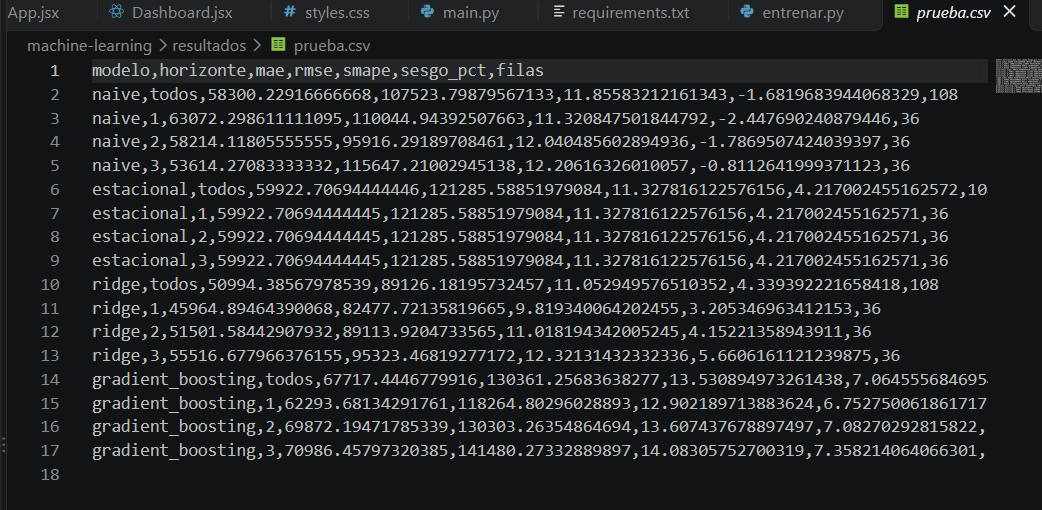 App.jsx Dashboard.jsx # styles.css main.py requirements.txt entrenar.py prueba.csv
machine-learning > resultados > prueba.csv
1 modelo,horizonte,mae,rmse,smape,sesgo_pct,filas
2 naive,todos,58300.22916666668,107523.79879567133,11.85583212161343,-1.6819683944068329,108
3 naive,1,63072.298611111095,110044.94392507663,11.320847501844792,-2.447690240879446,36
4 naive,2,58214.11805555555,95916.29189708461,12.040485602894936,-1.7869507424039397,36
5 naive,3,53614.27083333332,115647.21002945138,12.20616326010057,-0.8112641999371123,36
6 estacional,todos,59922.70694444446,121285.58851979084,11.327816122576156,4.217002455162572,10
7 estacional,1,59922.70694444445,121285.58851979084,11.327816122576156,4.217002455162571,36
8 estacional,2,59922.70694444445,121285.58851979084,11.327816122576156,4.217002455162571,36
9 estacional,3,59922.70694444445,121285.58851979084,11.327816122576156,4.217002455162571,36
10 ridge,todos,50994.38567978539,89126.18195732457,11.052949576510352,4.339392221658418,108
11 ridge,1,45964.89464390068,82477.72135819665,9.819340064202455,3.205346963412153,36
12 ridge,2,51501.58442907932,89113.9204733565,11.018194342005245,4.15221358943911,36
13 ridge,3,55516.677966376155,95323.46819277172,12.32131432332336,5.6606161121239875,36
14 gradient_boosting,todos,67717.4446779916,130361.25683638277,13.530894973261438,7.064555684695
15 gradient_boosting,1,62293.68134291761,118264.80296028893,12.902189713883624,6.752750061861717
16 gradient_boosting,2,69872.19471785339,130303.26354864694,13.607437678897497,7.08270292815822,
17 gradient_boosting,3,70986.45797320385,141480.27332889897,14.08305752700319,7.358214064066301,
18